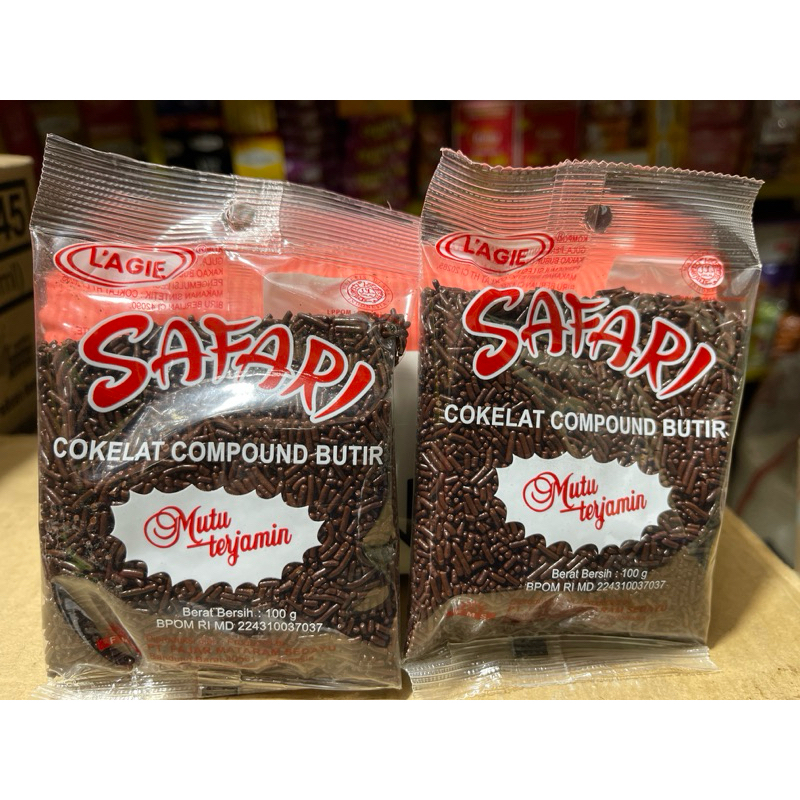 L'AGIE
SAFARI
COKELAT COMPOUND BUTIR
Mutu
terjamin
Berat Bersih : 100 g
BPOM RI MD 224310037037
L'AGIE
SAFARI
COKELAT COMPOUND BUTIR
Mutu
terjamin
Berat Bersih : 100 g
BPOM RI MD 224310037037
45